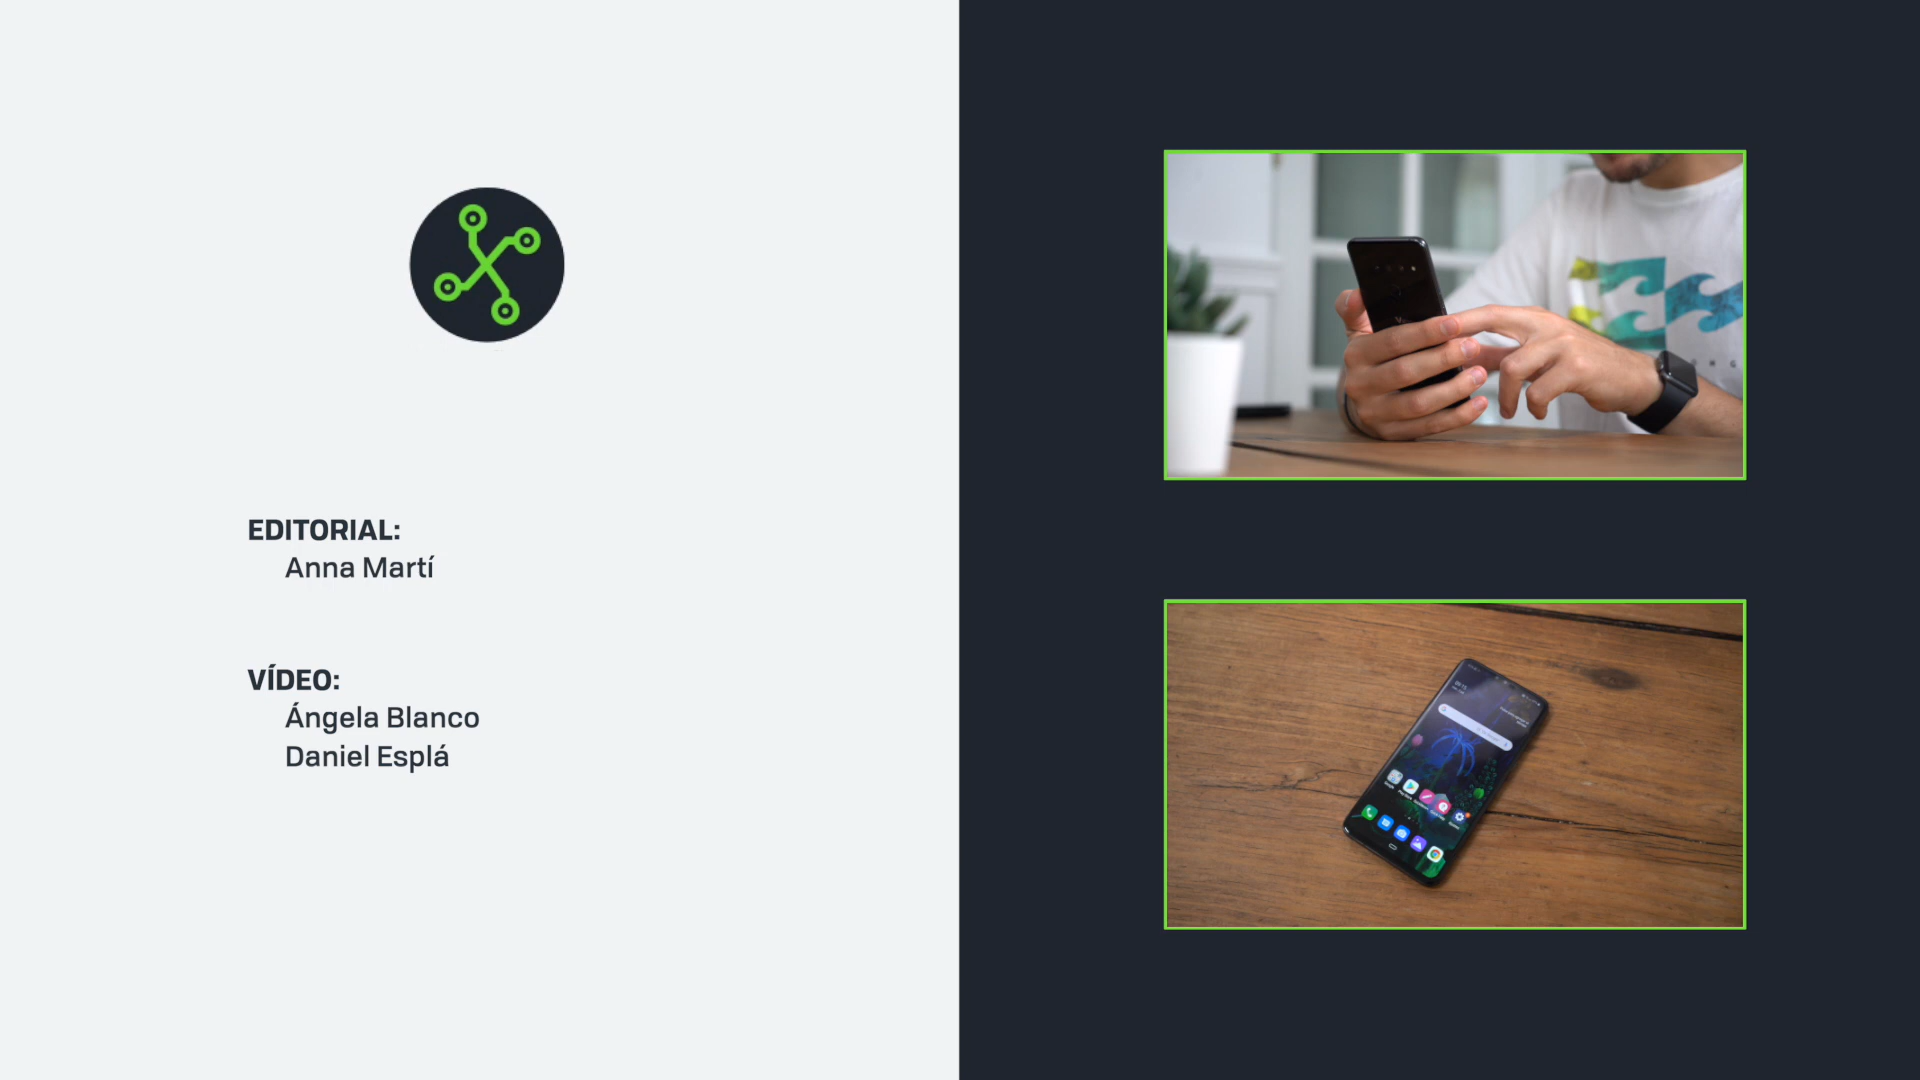 EDITORIAL:
Anna Martí
VÍDEO:
Ángela Blanco
Daniel Esplá